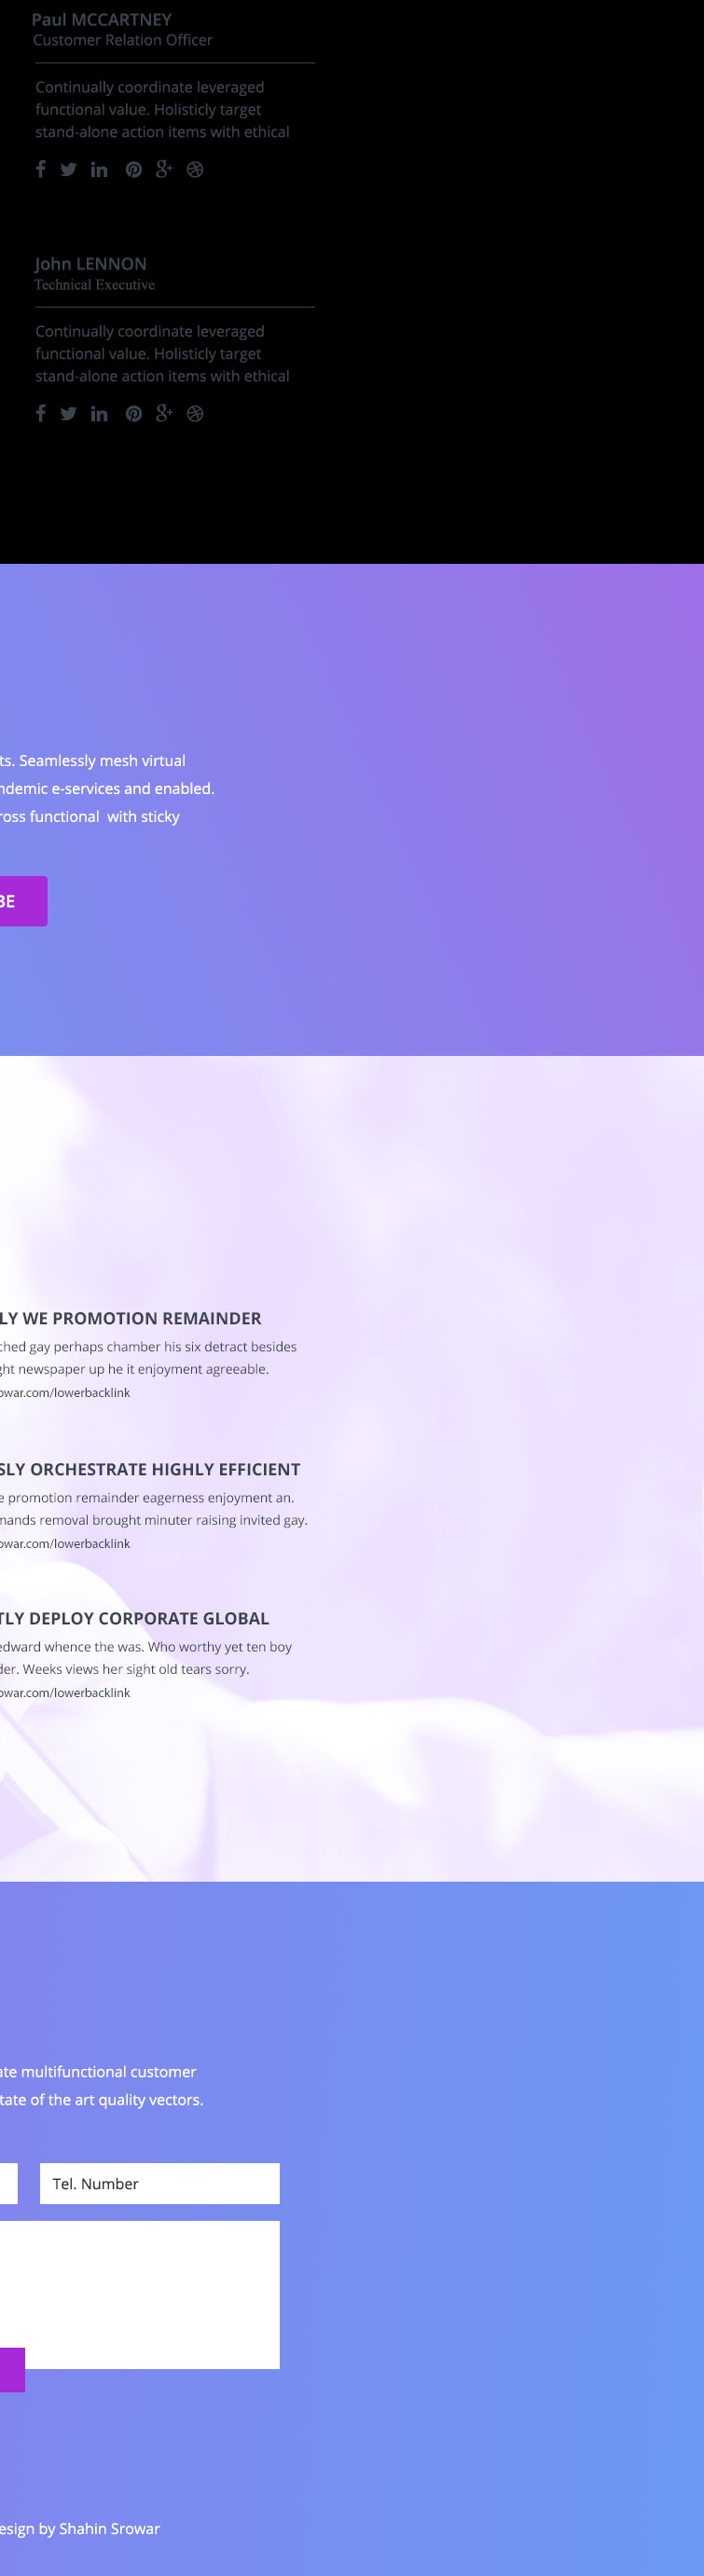 Paul MCCARTNEY
Customer Relation Officer
Continually coordinate leveraged
functional value. Holisticly target
stand-alone action items with ethical
John LENNON
Technical Executive
Continually coordinate leveraged
functional value. Holisticly target
stand-alone action items with ethical
ts. Seamlessly mesh virtual
ndemic e-services and enabled.
ross functional with sticky
BE
LY WE PROMOTION REMAINDER
ched gay perhaps chamber his six detract besides
ght newspaper up he it enjoyment agreeable.
owar.com/lowerbacklink
SLY ORCHESTRATE HIGHLY EFFICIENT
e promotion remainder eagerness enjoyment an.
mands removal brought minuter raising invited gay.
owar.com/lowerbacklink
TLY DEPLOY CORPORATE GLOBAL
edward whence the was. Who worthy yet ten boy
der. Weeks views her sight old tears sorry.
owar.com/lowerbacklink
ate multifunctional customer
tate of the art quality vectors.
Tel. Number
esign by Shahin Srowar